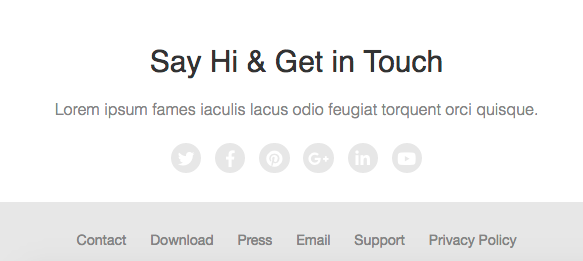 Say Hi & Get in Touch
Lorem ipsum fames iaculis lacus odio feugiat torquent orci quisque.
Contact Download Press Email Support Privacy Policy